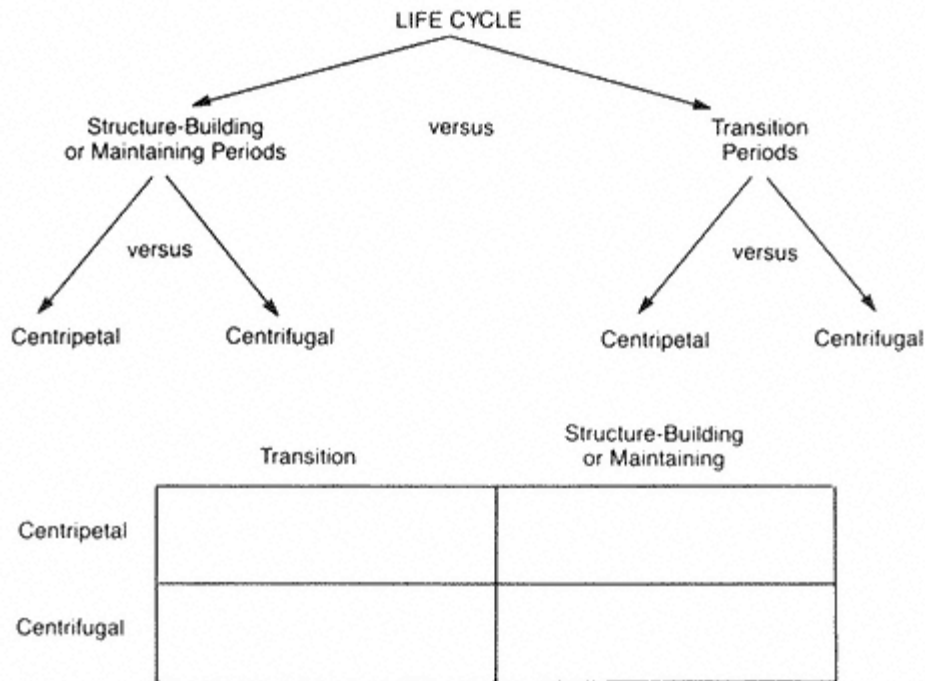 LIFE CYCLE
Structure-Building
or Maintaining Periods
versus
Transition
Periods
versus
versus
Centripetal
Centrifugal
Centripetal
Centrifugal
Transition
Structure-Building
or Maintaining
Centripetal
Centrifugal